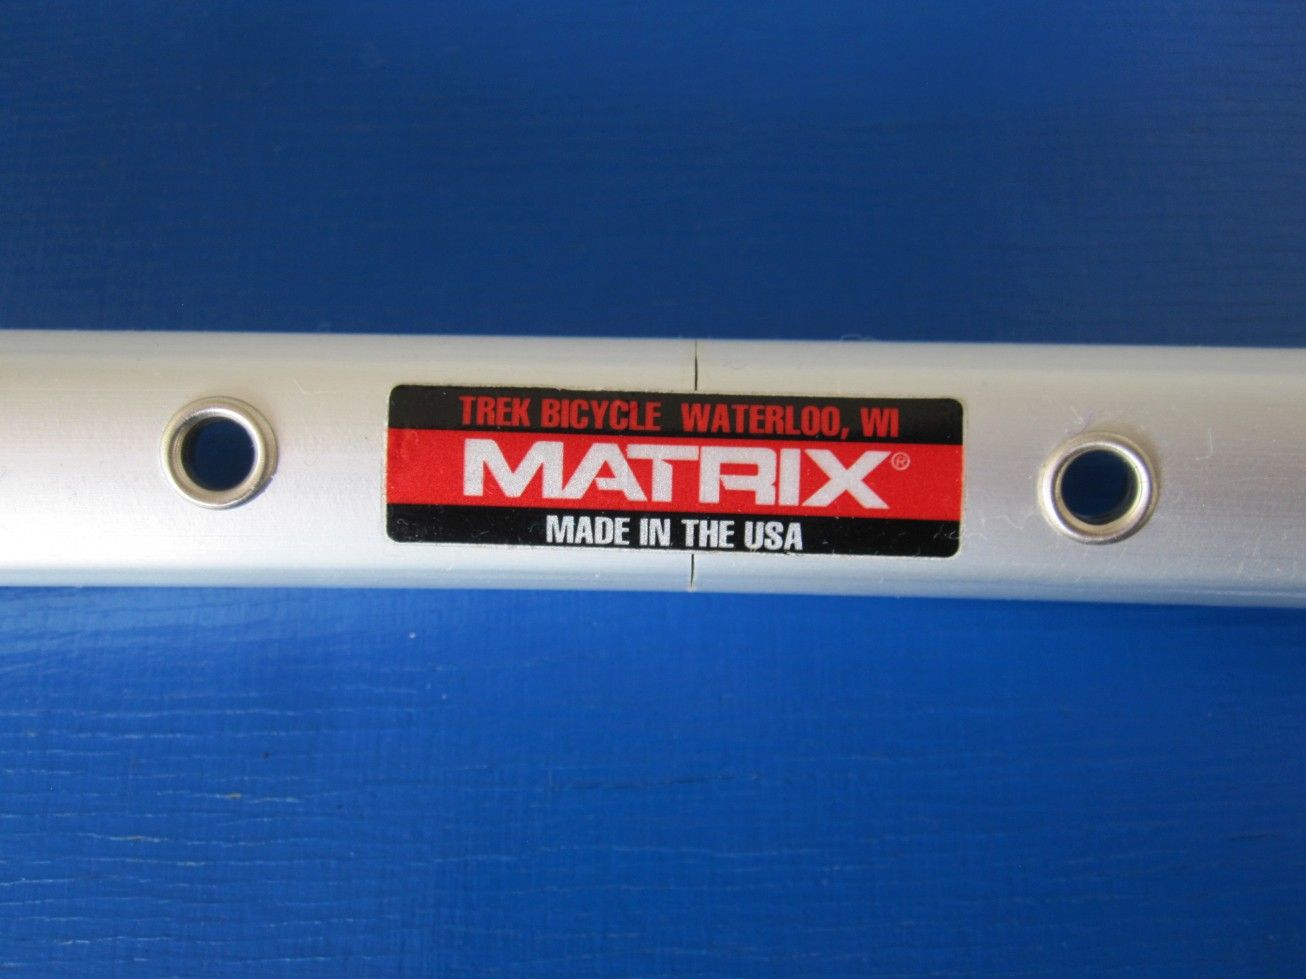 TREK BICYCLE WATERLOO, WI
MATRIX®
MADE IN THE USA